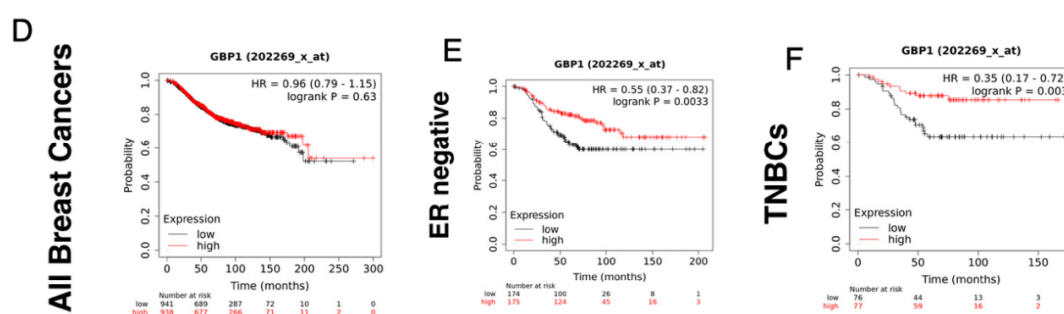 D
All Breast Cancers
GBP1 (202269_x_at)
HR = 0.96 (0.79 - 1.15)
logrank P = 0.63
Probability
1.0
0.8
0.6
0.4
0.2
0.0
Expression
low
high
0 50 100 150 200 250 300
Time (months)
Number at risk
low 941 689 287 72 10 1 0
high 938 677 266 71 11 2 0
E
ER negative
GBP1 (202269_x_at)
HR = 0.55 (0.37 - 0.82)
logrank P = 0.0033
Probability
1.0
0.8
0.6
0.4
0.2
0.0
Expression
low
high
0 50 100 150 200
Time (months)
Number at risk
low 174 100 26 8 1
high 175 124 45 16 3
F
TNBCs
GBP1 (202269_x_at)
HR = 0.35 (0.17 - 0.72
logrank P = 0.003
Probability
1.0
0.8
0.6
0.4
0.2
0.0
Expression
low
high
0 50 100 150
Time (months)
Number at risk
low 76 44 13 3
high 77 59 16 2